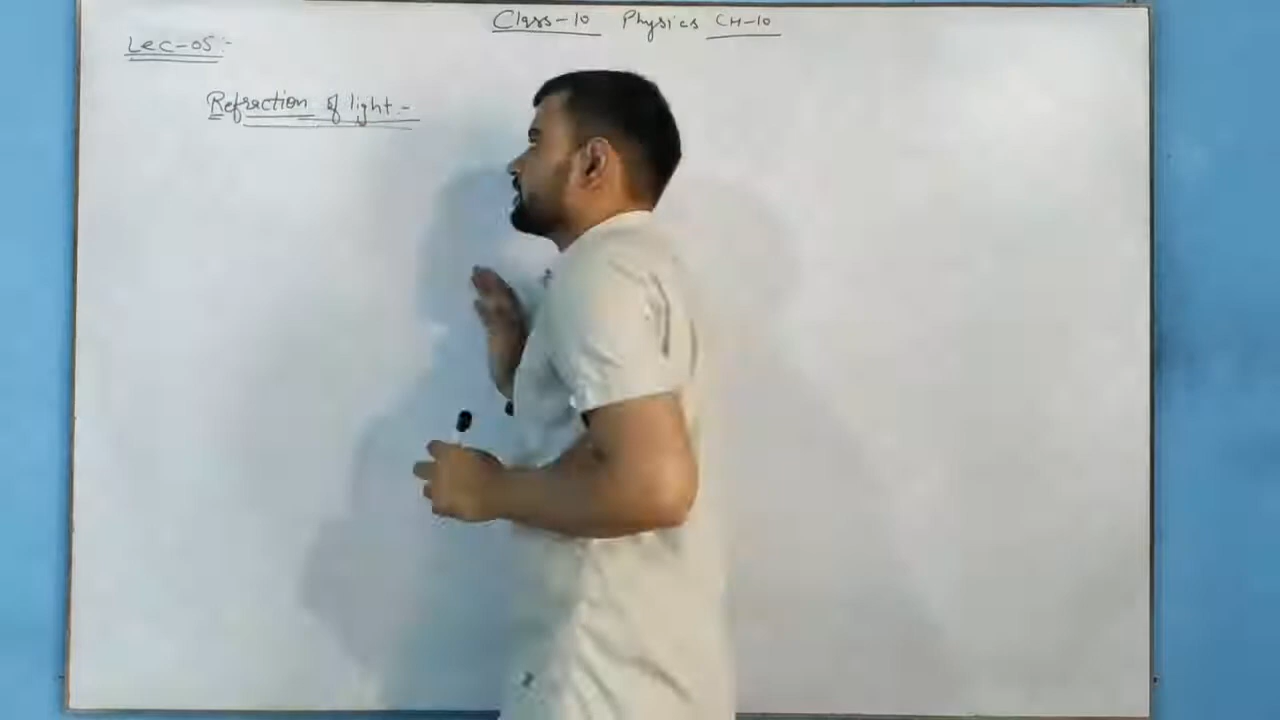 Class-10 Physics CH-10
Lec-05:-
Refraction of light:-